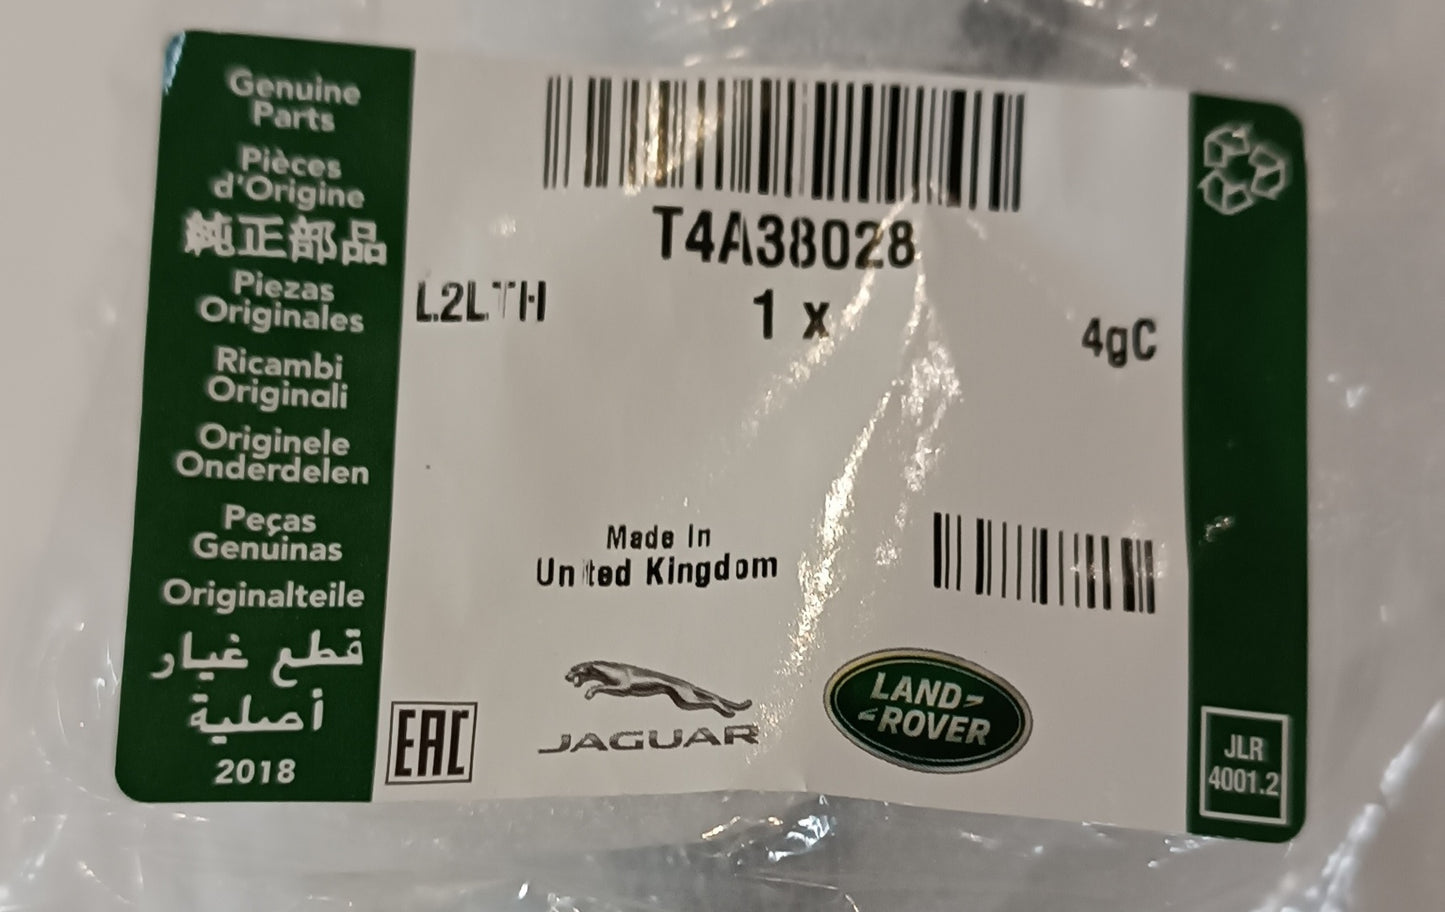 Genuine
Parts
Pièces
d'Origine
純正部品
Piezas
Originales
Ricambi
Originali
Originele
Onderdelen
Peças
Genuinas
Originalteile
قطع غيار
أصلية
2018
T4A38028
L2LTH
1 x
4gC
Made In
United Kingdom
EAC
JAGUAR
LAND-
-ROVER
JLR
4001.2